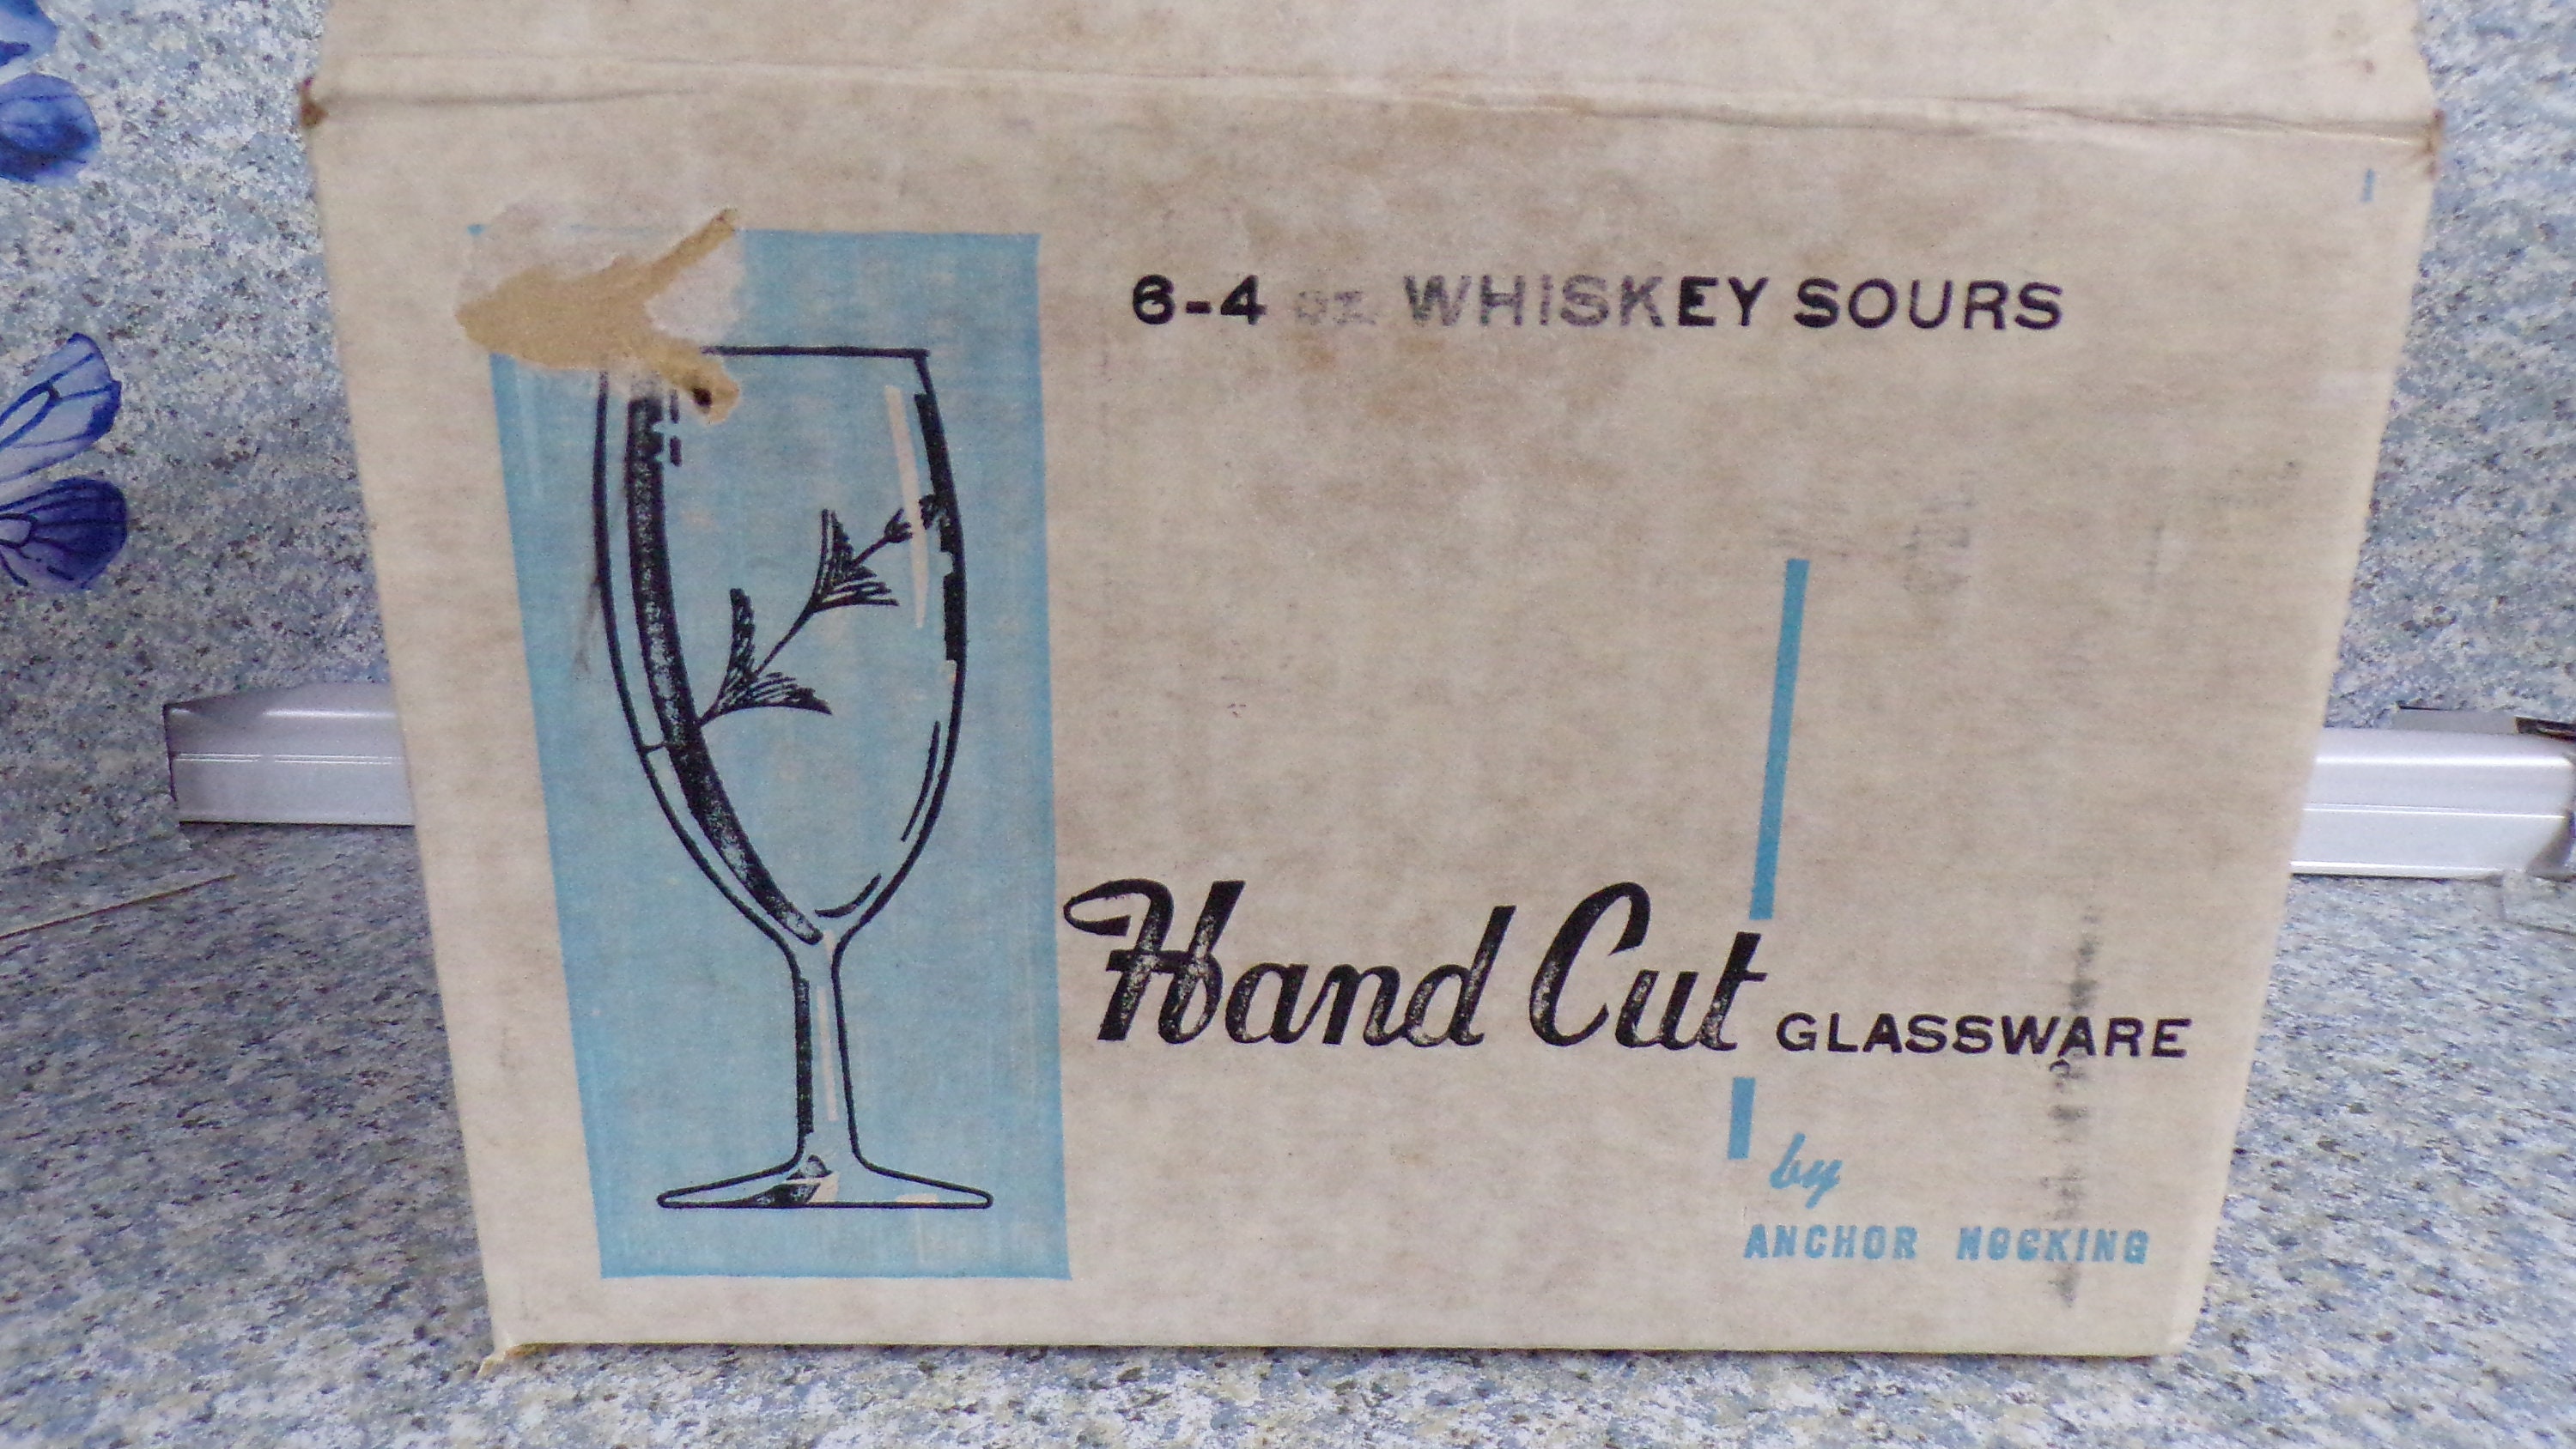 6-4 oz WHISKEY SOURS
Hand Cut GLASSWARE
by
ANCHOR HOCKING